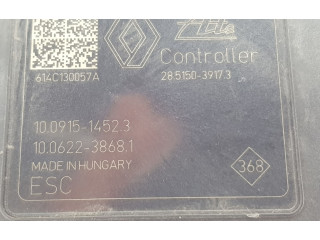 Ate
Controller
614C130057A
28.5150-3917.3
10.0915-1452.3
10.0622-3868.1
MADE IN HUNGARY
368
ESC